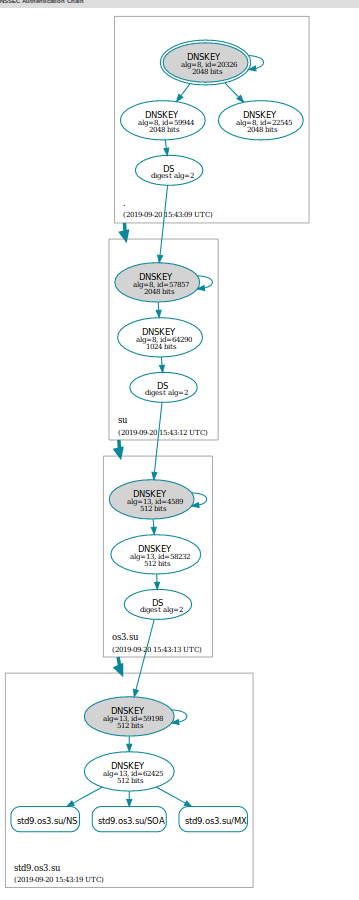 NSSEC Authentication Chain
DNSKEY
alg=8, id=20326
2048 bits
DNSKEY
alg=8, id=59944
2048 bits
DNSKEY
alg=8, id=22545
2048 bits
DS
digest alg=2
.
(2019-09-20 15:43:09 UTC)
DNSKEY
alg=8, id=57857
2048 bits
DNSKEY
alg=8, id=64290
1024 bits
DS
digest alg=2
su
(2019-09-20 15:43:12 UTC)
DNSKEY
alg=13, id=4589
512 bits
DNSKEY
alg=13, id=58232
512 bits
DS
digest alg=2
os3.su
(2019-09-20 15:43:13 UTC)
DNSKEY
alg=13, id=59198
512 bits
DNSKEY
alg=13, id=62425
512 bits
std9.os3.su/NS
std9.os3.su/SOA
std9.os3.su/MX
std9.os3.su
(2019-09-20 15:43:19 UTC)